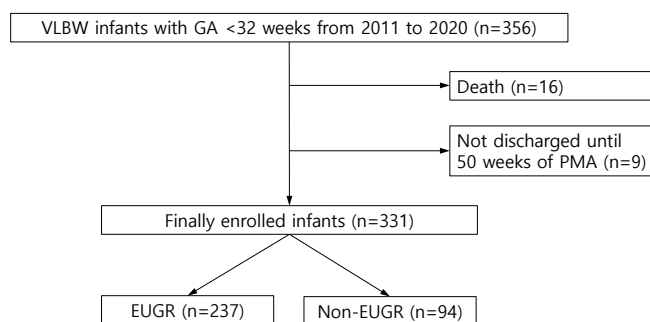 VLBW infants with GA <32 weeks from 2011 to 2020 (n=356)
Death (n=16)
Not discharged until
50 weeks of PMA (n=9)
Finally enrolled infants (n=331)
EUGR (n=237)
Non-EUGR (n=94)